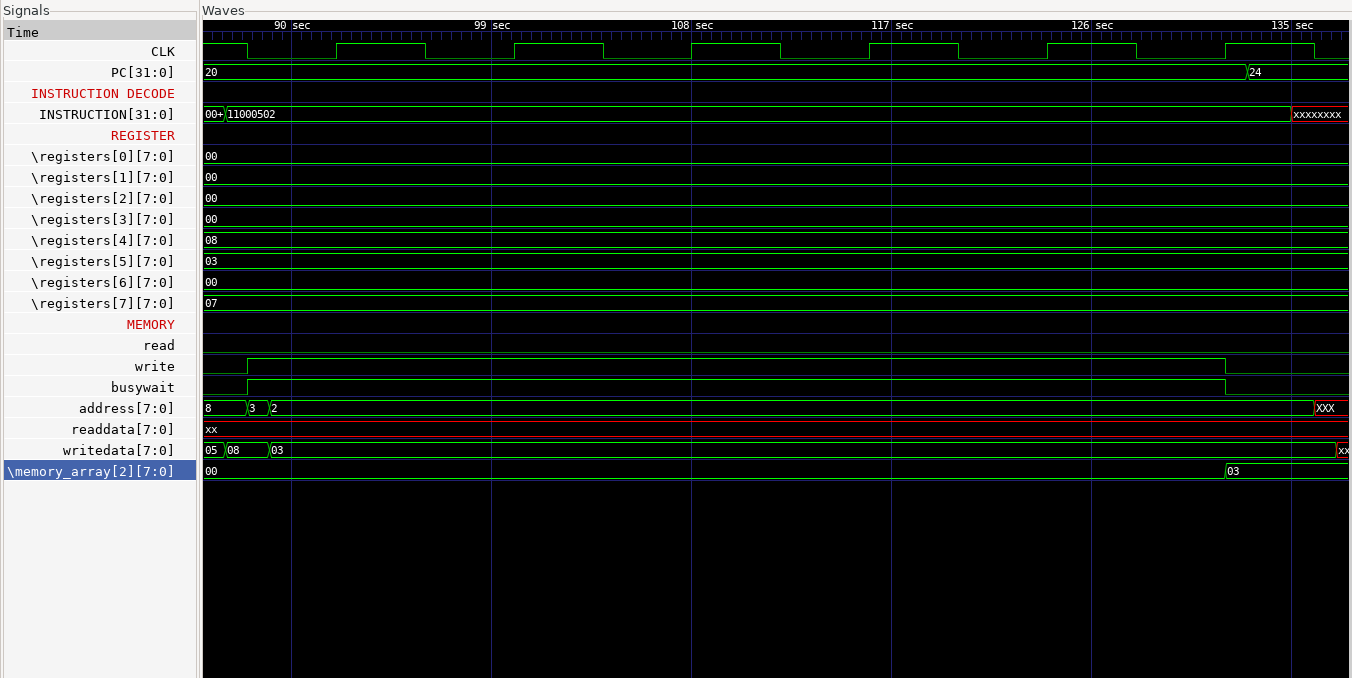 Signals Waves
Time 90 sec 99 sec 108 sec 117 sec 126 sec 135 sec
CLK
PC[31:0] 20 24
INSTRUCTION DECODE
INSTRUCTION[31:0] 00+ 11000502 xxxxxxxx
REGISTER
\registers[0][7:0] 00
\registers[1][7:0] 00
\registers[2][7:0] 00
\registers[3][7:0] 00
\registers[4][7:0] 08
\registers[5][7:0] 03
\registers[6][7:0] 00
\registers[7][7:0] 07
MEMORY
read
write
busywait
address[7:0] 8 3 2 XXX
readdata[7:0] xx
writedata[7:0] 05 08 03 xx
\memory_array[2][7:0] 00 03